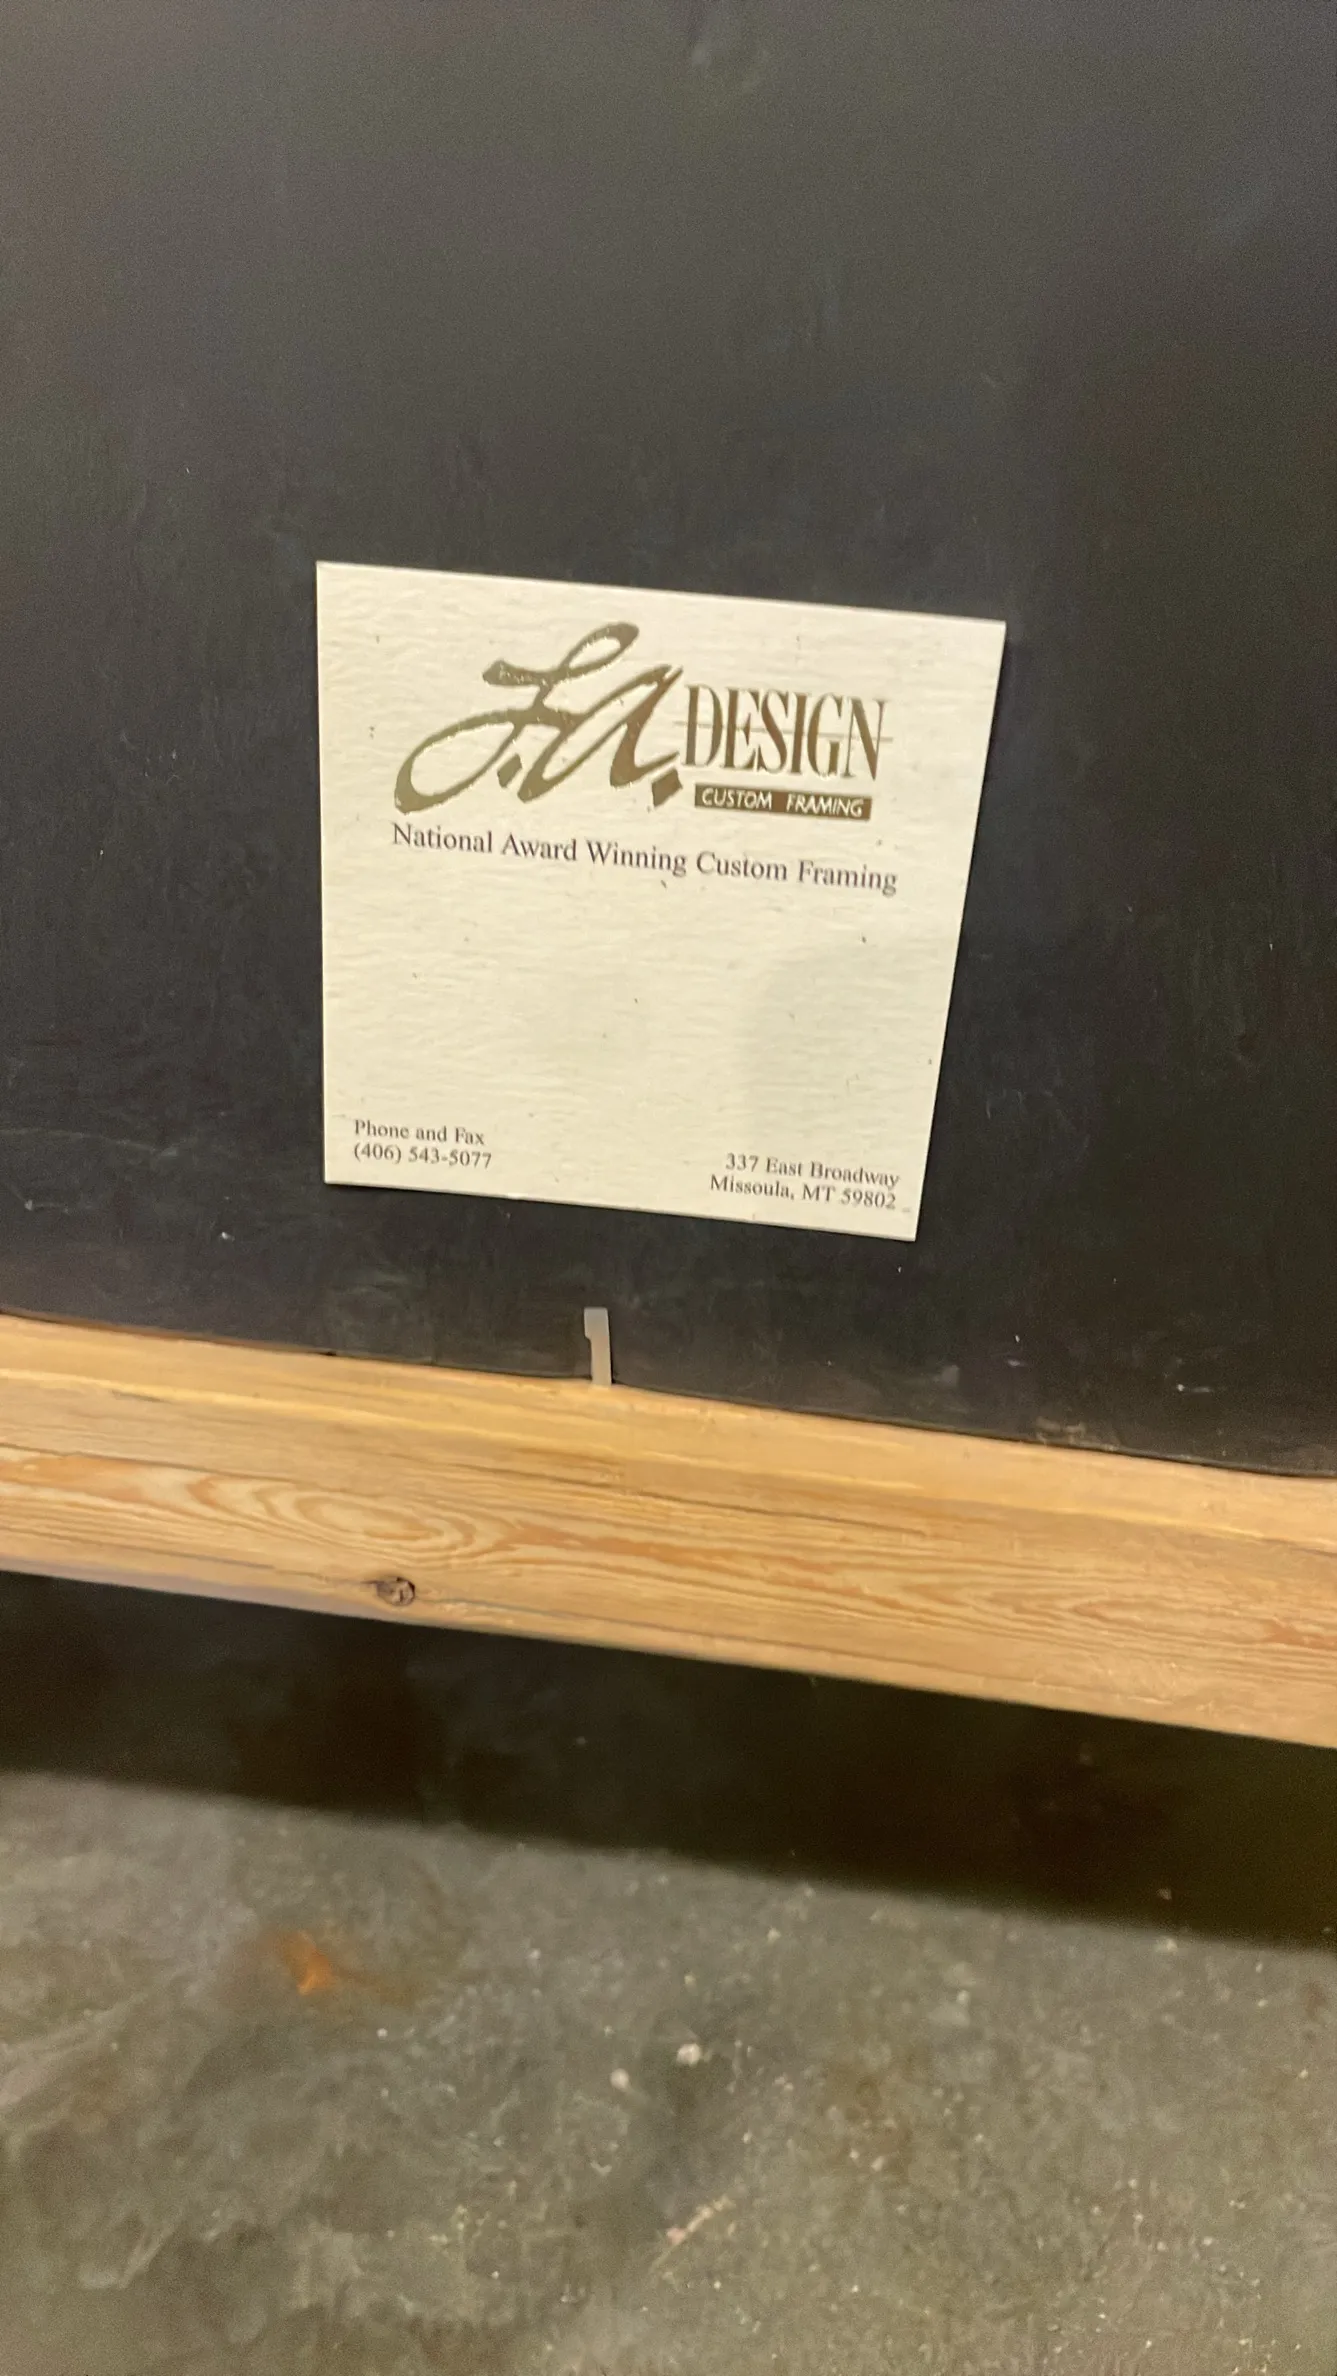 L.A. DESIGN
CUSTOM FRAMING
National Award Winning Custom Framing
Phone and Fax
(406) 543-5077
337 East Broadway
Missoula, MT 59802